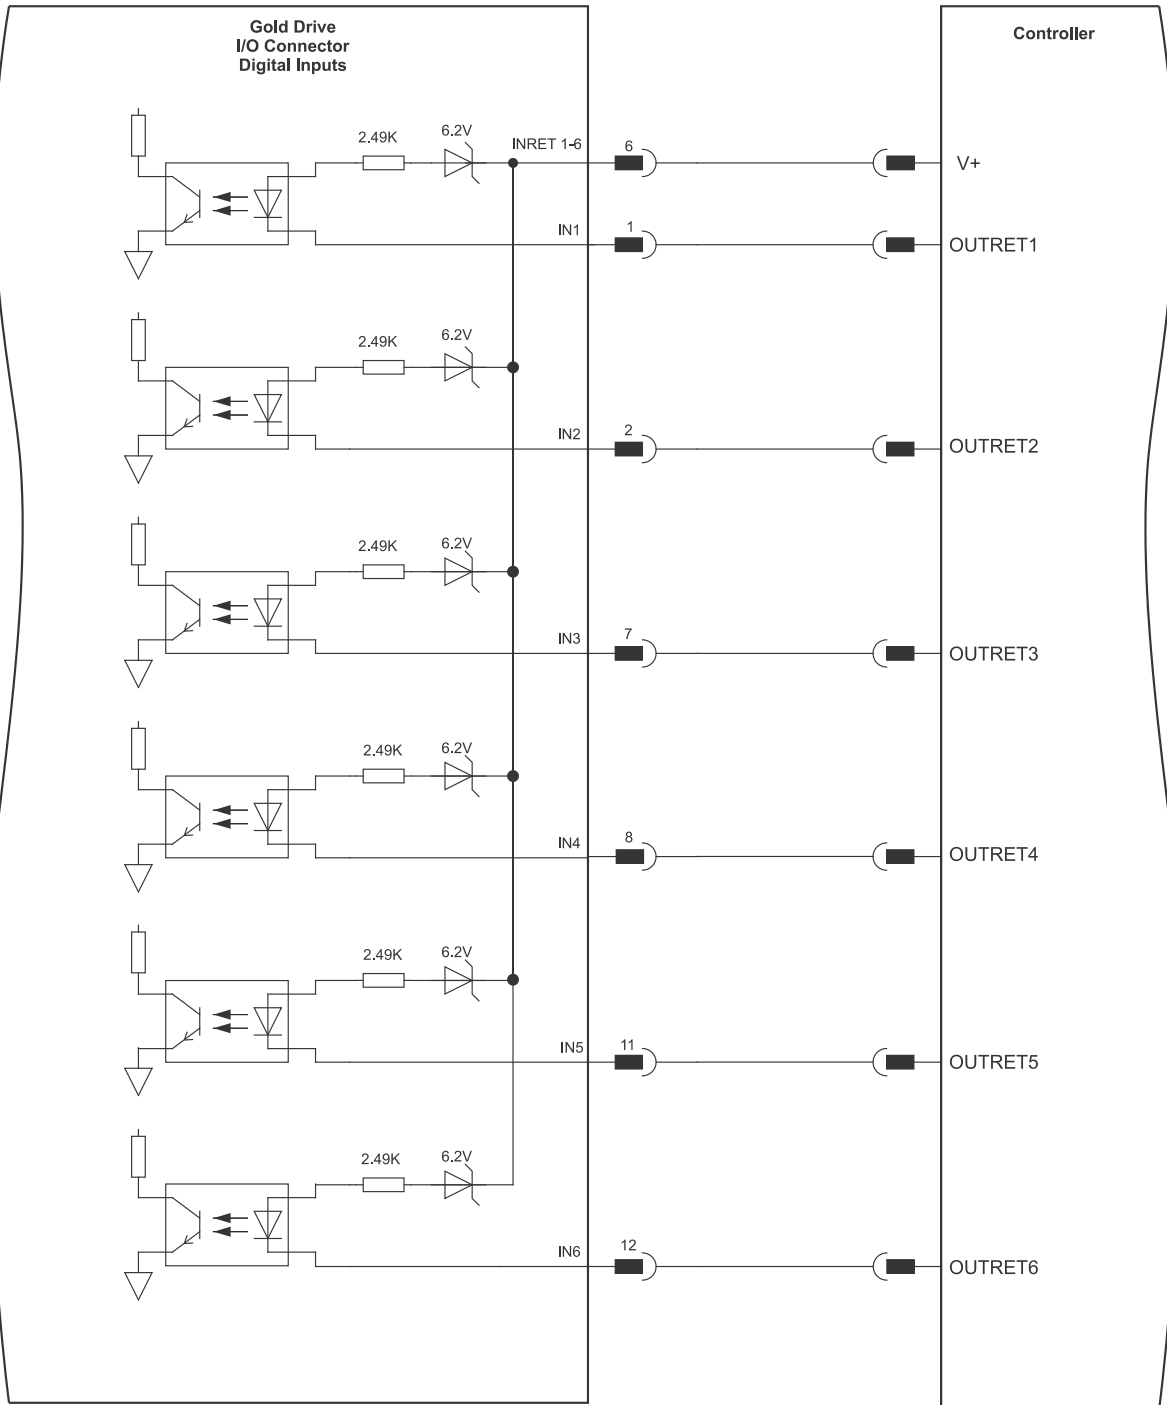 Gold Drive
I/O Connector
Digital Inputs
Controller
2.49K
6.2V
INRET 1-6
6
V+
IN1
1
OUTRET1
2.49K
6.2V
IN2
2
OUTRET2
2.49K
6.2V
IN3
7
OUTRET3
2.49K
6.2V
IN4
8
OUTRET4
2.49K
6.2V
IN5
11
OUTRET5
2.49K
6.2V
IN6
12
OUTRET6